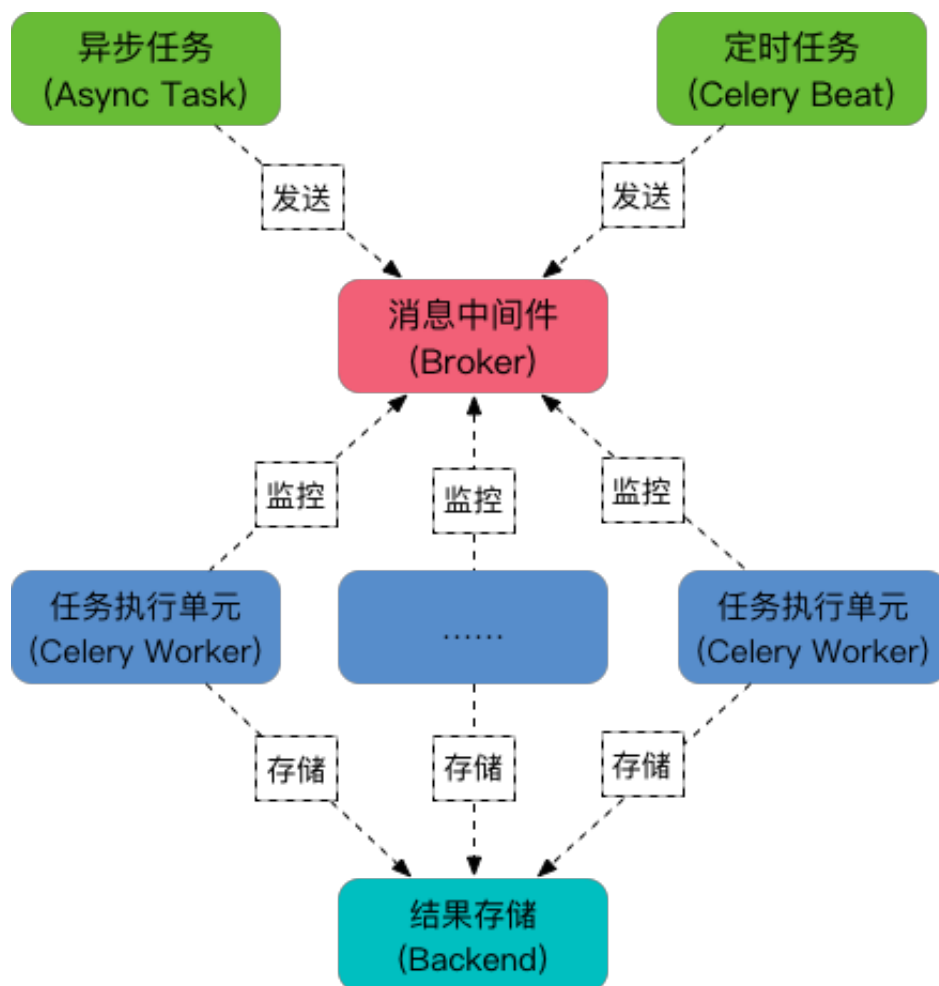 异步任务
(Async Task)
定时任务
(Celery Beat)
发送
发送
消息中间件
(Broker)
监控
监控
监控
任务执行单元
(Celery Worker)
……
任务执行单元
(Celery Worker)
存储
存储
存储
结果存储
(Backend)